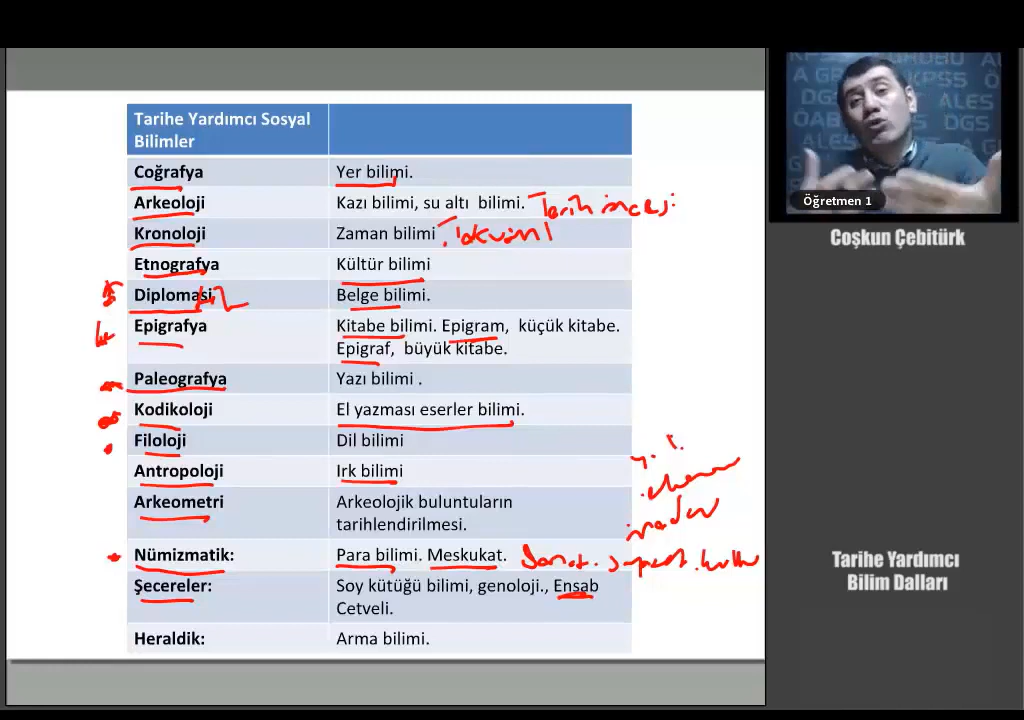 Tarihe Yardımcı Sosyal
Bilimler
Coğrafya Yer bilimi.
Arkeoloji Kazı bilimi, su altı bilimi.
Kronoloji Zaman bilimi
Etnografya Kültür bilimi
Diplomasi Belge bilimi.
Epigrafya Kitabe bilimi. Epigram, küçük kitabe.
Epigraf, büyük kitabe.
Paleografya Yazı bilimi .
Kodikoloji El yazması eserler bilimi.
Filoloji Dil bilimi
Antropoloji Irk bilimi
Arkeometri Arkeolojik buluntuların
tarihlendirilmesi.
Nümizmatik: Para bilimi. Meskukat.
Şecereler: Soy kütüğü bilimi, genoloji., Ensab
Cetveli.
Heraldik: Arma bilimi.
KPSS
ALES
DGS
Öğretmen 1
Coşkun Çebitürk
Tarihe Yardımcı
Bilim Dalları